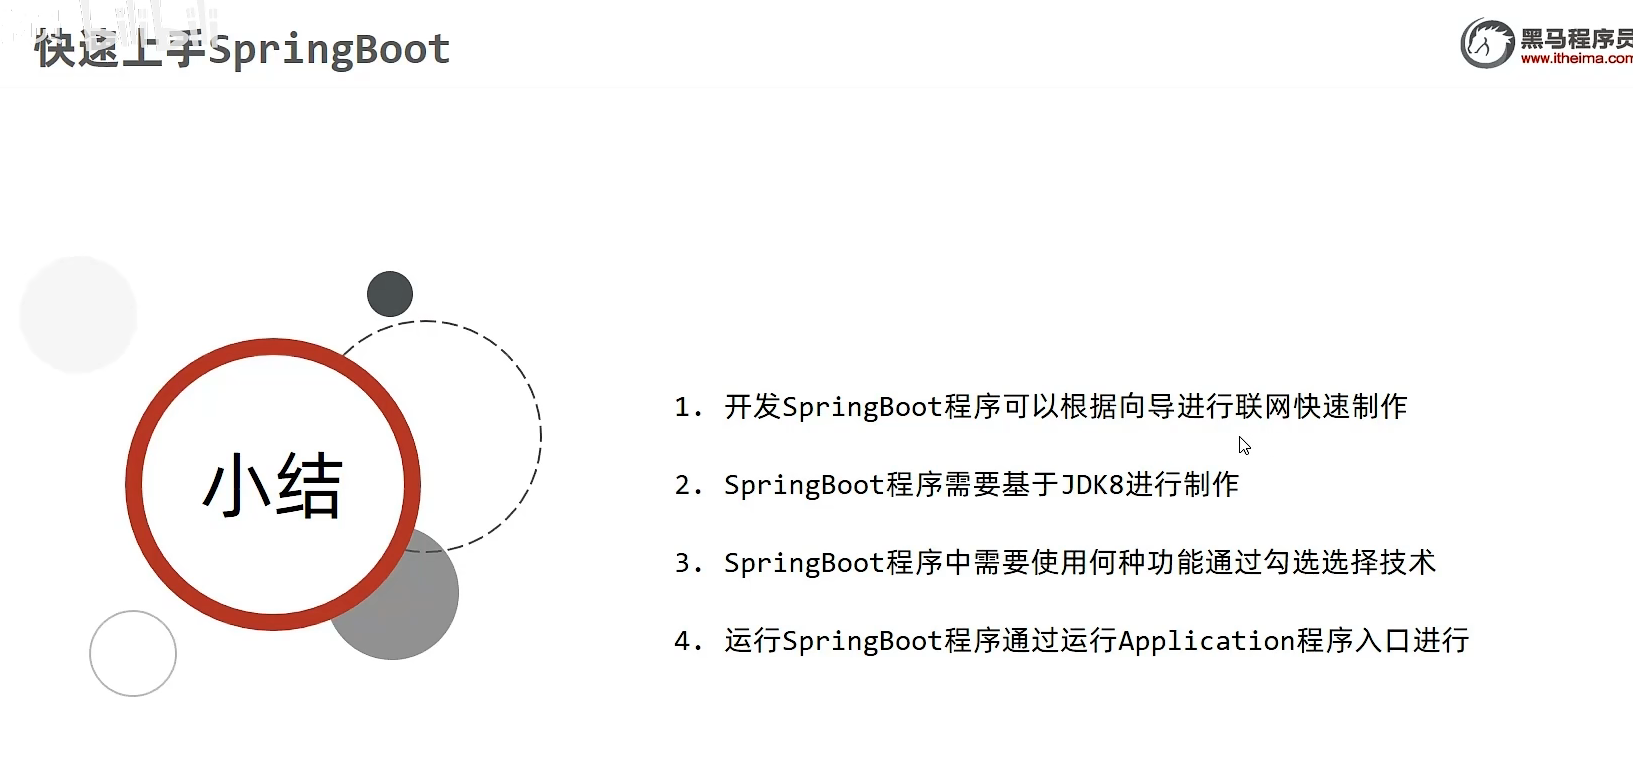 快速上手SpringBoot
黑马程序员
www.itheima.com
小结
1. 开发SpringBoot程序可以根据向导进行联网快速制作
2. SpringBoot程序需要基于JDK8进行制作
3. SpringBoot程序中需要使用何种功能通过勾选选择技术
4. 运行SpringBoot程序通过运行Application程序入口进行